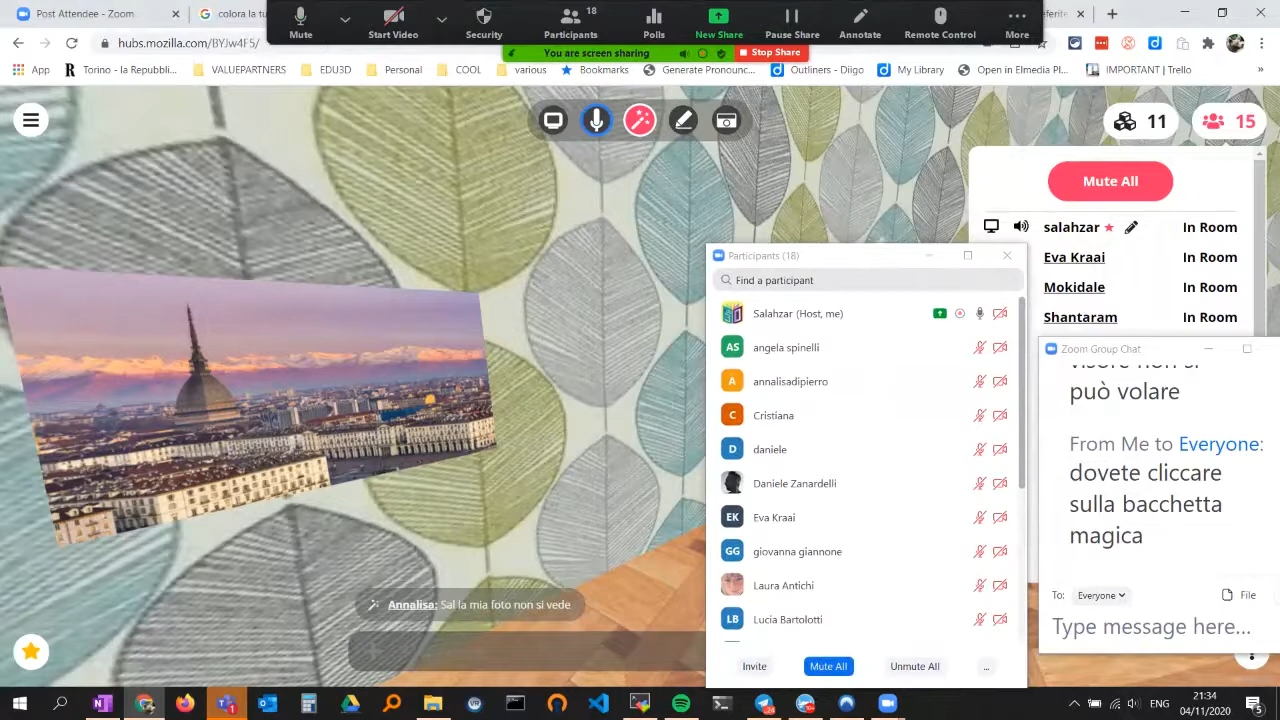 Post Attendee -
colora la tu
18
Mute
Start Video
Security
Participants
Polls
New Share
Pause Share
Annotate
Remote Control
More
You are screen sharing
Stop Share
hubs.mozilla.com/BYJw4F5/
App
Torino - la Repubbli...
VALUEPARTNERS
EDU3D
Personal
COOL
various
Bookmarks
Generate Pronounc...
Outliners - Diigo
My Library
Open in Elmedia Pl...
IMPORTANT | Trello
»
11
15
Mute All
salahzar In Room
Eva Kraai In Room
Mokidale In Room
Shantaram In Room
Participants (18)
Find a participant
Salahzar (Host, me)
AS angela spinelli
A annalisadipierro
C Cristiana
D daniele
Daniele Zanardelli
EK Eva Kraai
GG giovanna giannone
Laura Antichi
LB Lucia Bartolotti
Invite
Mute All
Unmute All
...
Zoom Group Chat
può volare
From Me to Everyone:
dovete cliccare
sulla bacchetta
magica
To: Everyone
File
Type message here...
Annalisa: Sal la mia foto non si vede
ENG
21:34
04/11/2020
5